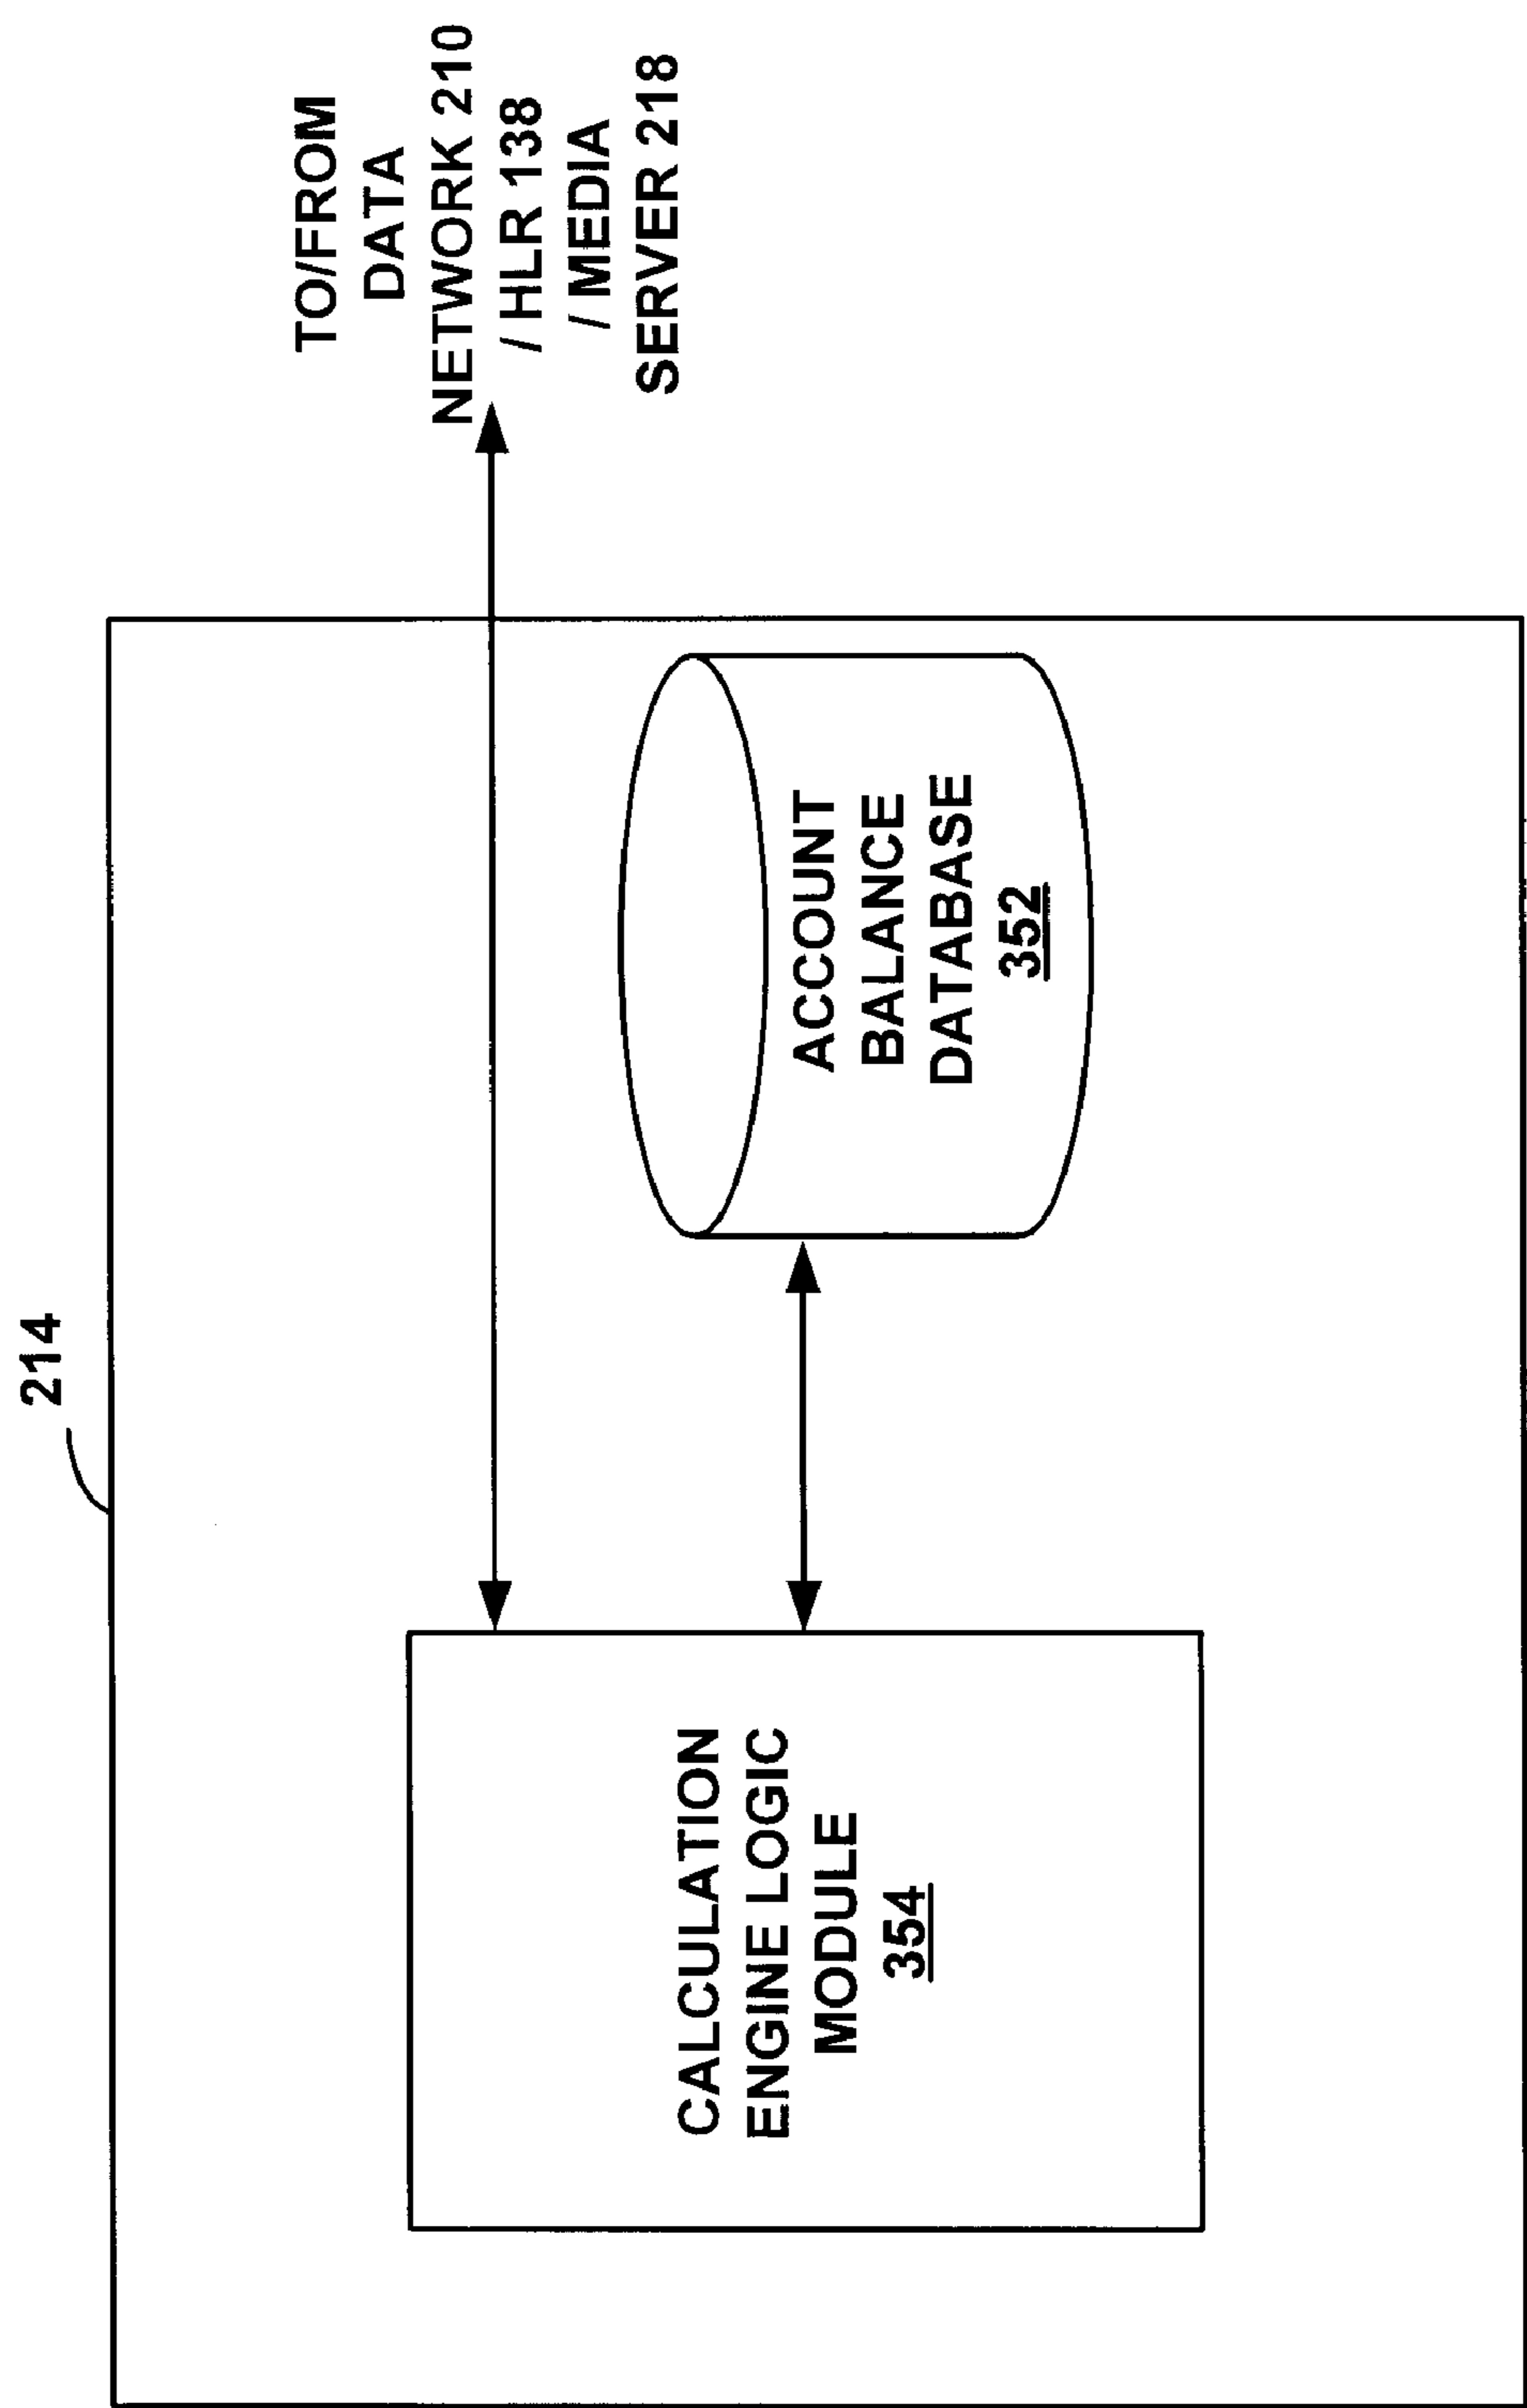 214
TO/FROM
DATA
NETWORK 210
/ HLR 138
/ MEDIA
SERVER 218
CALCULATION
ENGINE LOGIC
MODULE
354
ACCOUNT
BALANCE
DATABASE
352